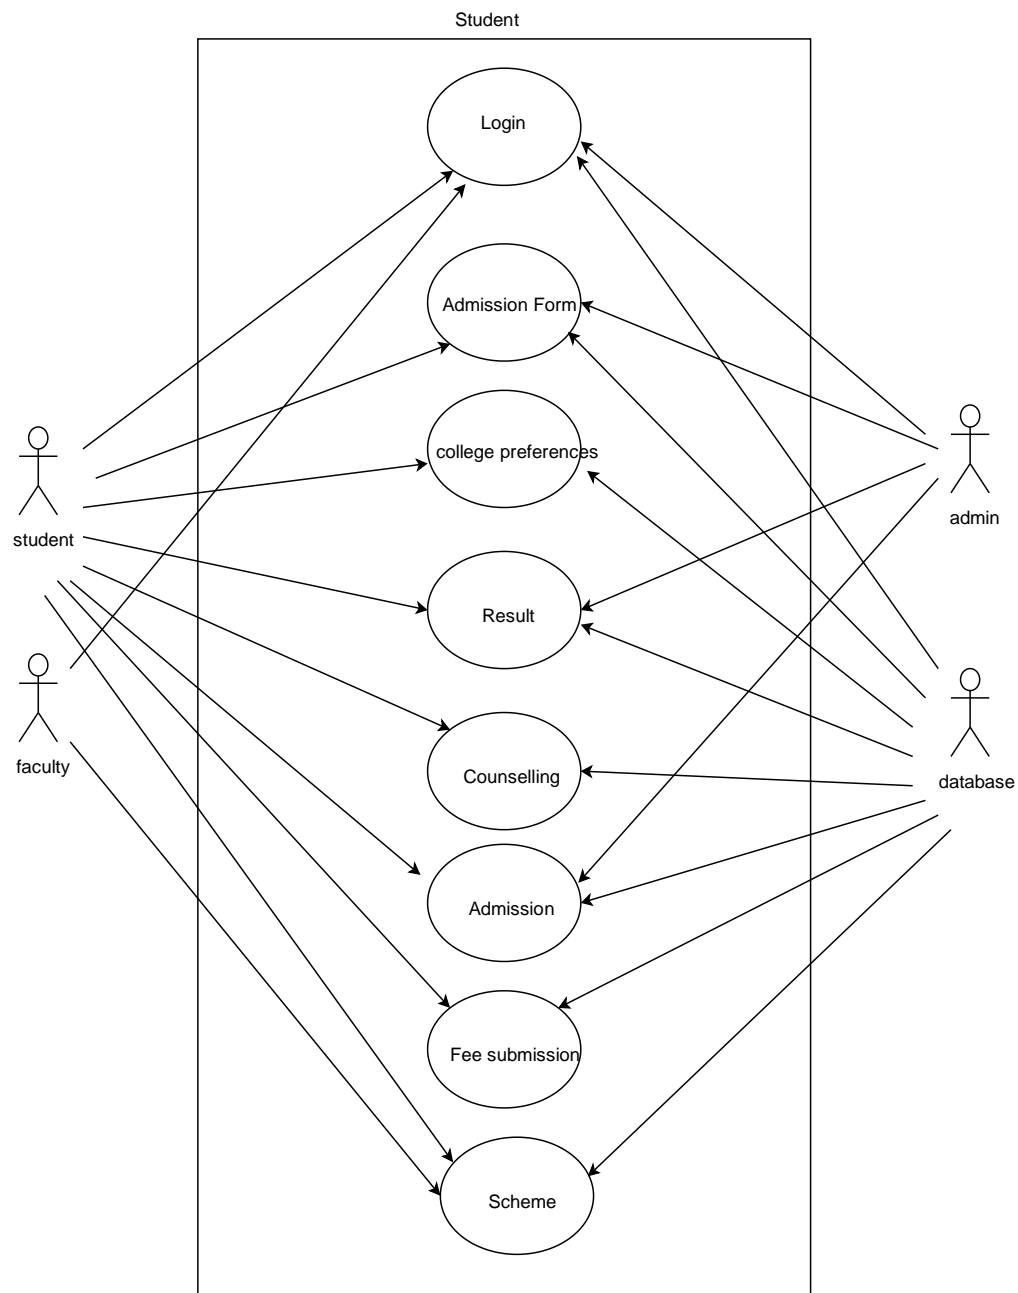 Student
Login
Admission Form
college preferences
student
admin
Result
faculty
Counselling
database
Admission
Fee submission
Scheme